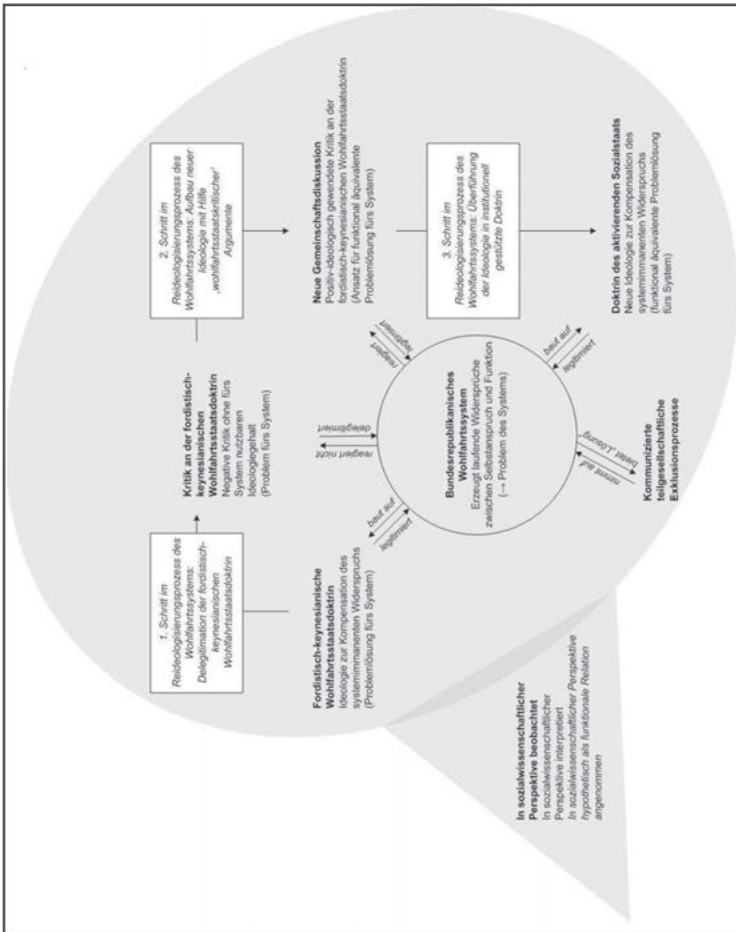 1. Schritt im
Reideologisierungsprozess des
Wohlfahrtssystems:
Delegitimation der fordistisch-
keynesianischen
Wohlfahrtsstaatsdoktrin
Kritik an der fordistisch-
keynesianischen
Wohlfahrtsstaatsdoktrin
Negative Kritik ohne fürs
System nutzbaren
Ideologiegehalt
(Problem fürs System)
2. Schritt im
Reideologisierungsprozess des
Wohlfahrtssystems: Aufbau neuer
Ideologie mit Hilfe
‚wohlfahrtsstaatskritischer'
Argumente
Fordistisch-keynesianische
Wohlfahrtsstaatsdoktrin
Ideologie zur Kompensation des
systemimmanenten Widerspruchs
(Problemlösung fürs System)
baut auf
legitimiert
reagiert nicht
delegitimiert
reagiert
legitimiert
Neue Gemeinschaftsdiskussion
Positiv-ideologisch gewendete Kritik an der
fordistisch-keynesianischen Wohlfahrtsstaatsdoktrin
(Ansatz für funktional äquivalente
Problemlösung fürs System)
Bundesrepublikanisches
Wohlfahrtssystem
Erzeugt laufende Widersprüche
zwischen Selbstanspruch und Funktion
(→ Problem des Systems)
3. Schritt im
Reideologisierungsprozess des
Wohlfahrtssystems: Überführung
der Ideologie in institutionell
gestützte Doktrin
nimmt auf
bietet „Lösung"
baut auf
legitimiert
In sozialwissenschaftlicher
Perspektive beobachtet
In sozialwissenschaftlicher
Perspektive interpretiert
In sozialwissenschaftlicher Perspektive
hypothetisch als funktionale Relation
angenommen
Kommunizierte
teilgesellschaftliche
Exklusionsprozesse
Doktrin des aktivierenden Sozialstaats
Neue Ideologie zur Kompensation des
systemimmanenten Widerspruchs
(funktional äquivalente Problemlösung
fürs System)